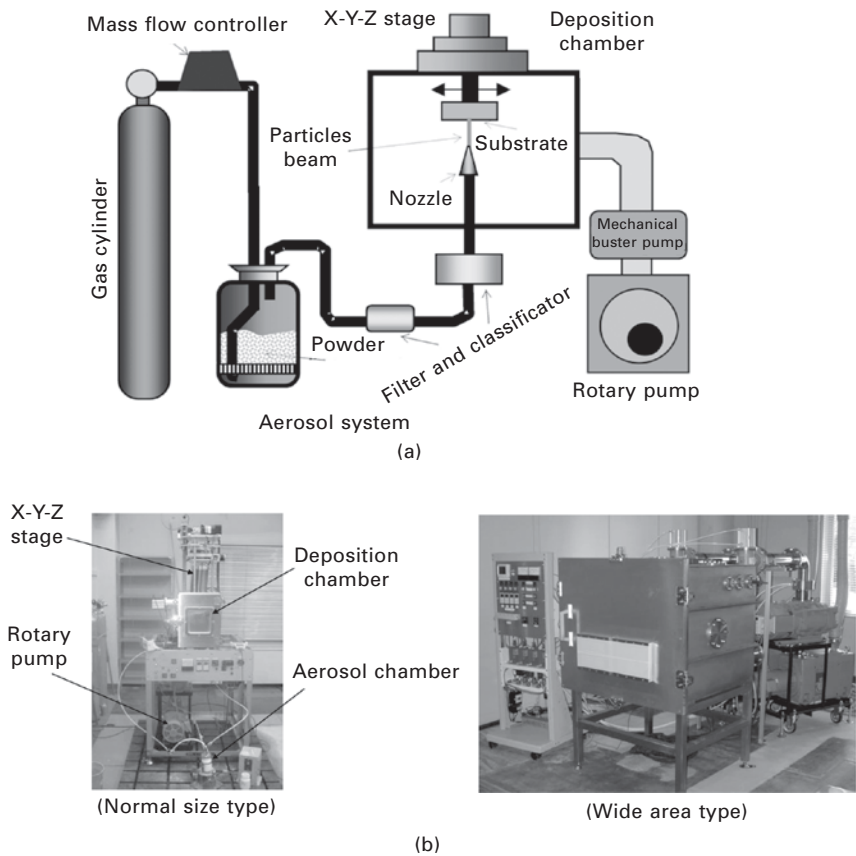 Mass flow controller
X-Y-Z stage
Deposition
chamber
Gas cylinder
Particles
beam
Substrate
Nozzle
Mechanical
buster pump
Powder
Filter and classificator
Rotary pump
Aerosol system
(a)
X-Y-Z
stage
Deposition
chamber
Rotary
pump
Aerosol chamber
(Normal size type)
(Wide area type)
(b)